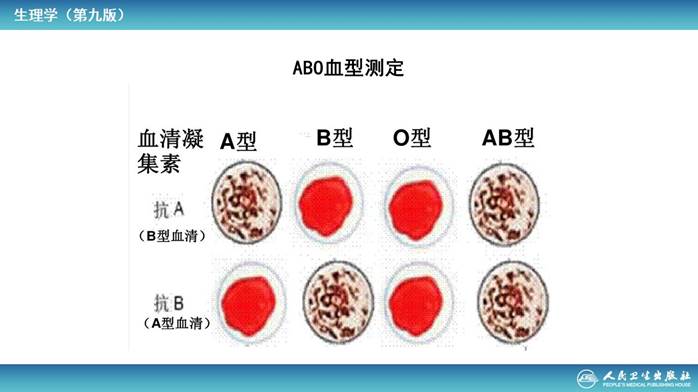 生理学（第九版）
ABO血型测定
血清凝
集素
A型
B型
O型
AB型
抗A
（B型血清）
抗B
（A型血清）
人民卫生出版社
PEOPLE'S MEDICAL PUBLISHING HOUSE